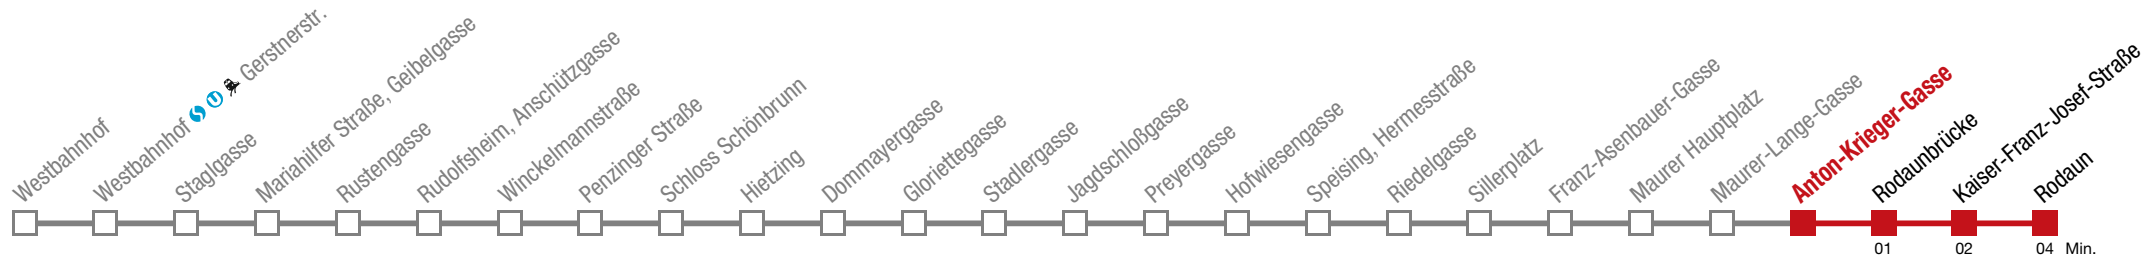 Westbahnhof
Westbahnhof S U Gerstnerstr.
Staglgasse
Mariahilfer Straße, Geibelgasse
Rustengasse
Rudolfsheim, Anschützgasse
Winckelmannstraße
Penzinger Straße
Schloss Schönbrunn
Hietzing
Dommayergasse
Gloriettegasse
Stadlergasse
Jagdschloßgasse
Preyergasse
Hofwiesengasse
Speising, Hermesstraße
Riedelgasse
Sillerplatz
Franz-Asenbauer-Gasse
Maurer Hauptplatz
Maurer-Lange-Gasse
Anton-Krieger-Gasse
Rodaunbrücke
Kaiser-Franz-Josef-Straße
Rodaun
01 02 04 Min.